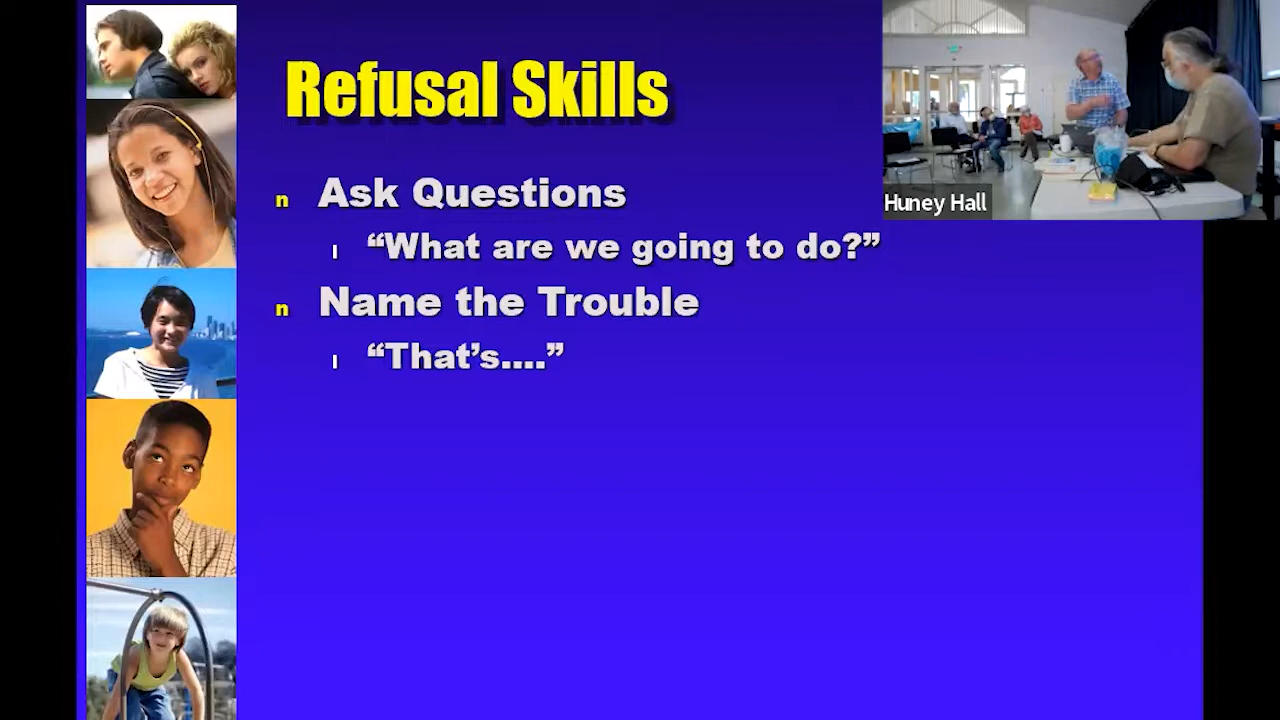 Refusal Skills
n Ask Questions
l “What are we going to do?”
n Name the Trouble
l “That’s....”
Huney Hall